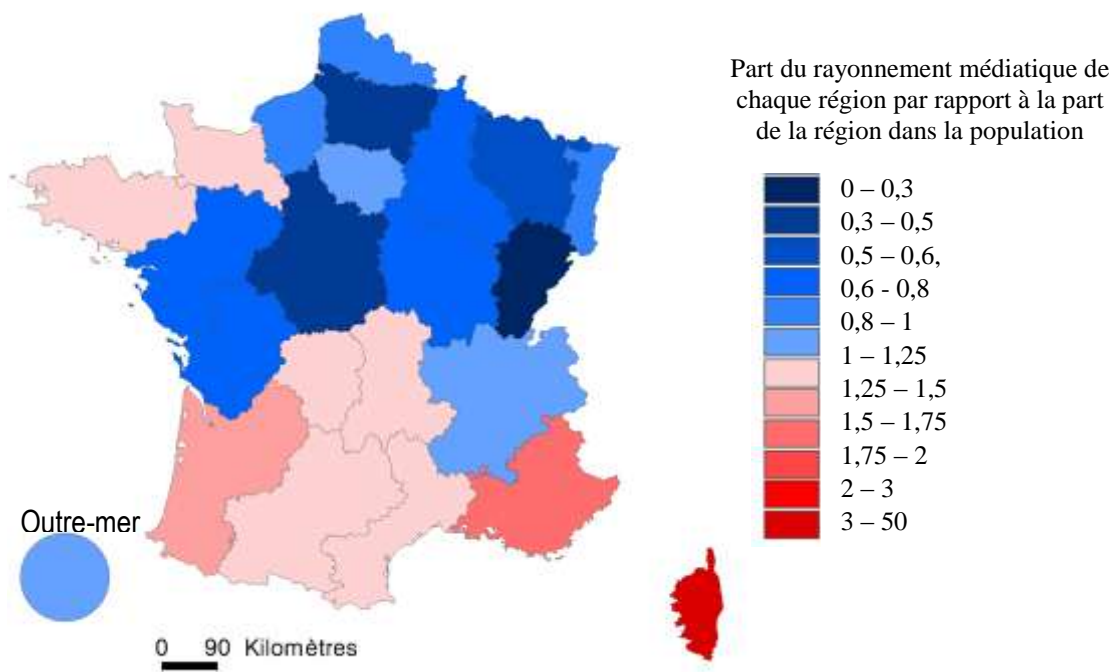 Part du rayonnement médiatique de
chaque région par rapport à la part
de la région dans la population
0 – 0,3
0,3 – 0,5
0,5 – 0,6,
0,6 - 0,8
0,8 – 1
1 – 1,25
1,25 – 1,5
1,5 – 1,75
1,75 – 2
2 – 3
3 – 50
Outre-mer
0 90 Kilomètres